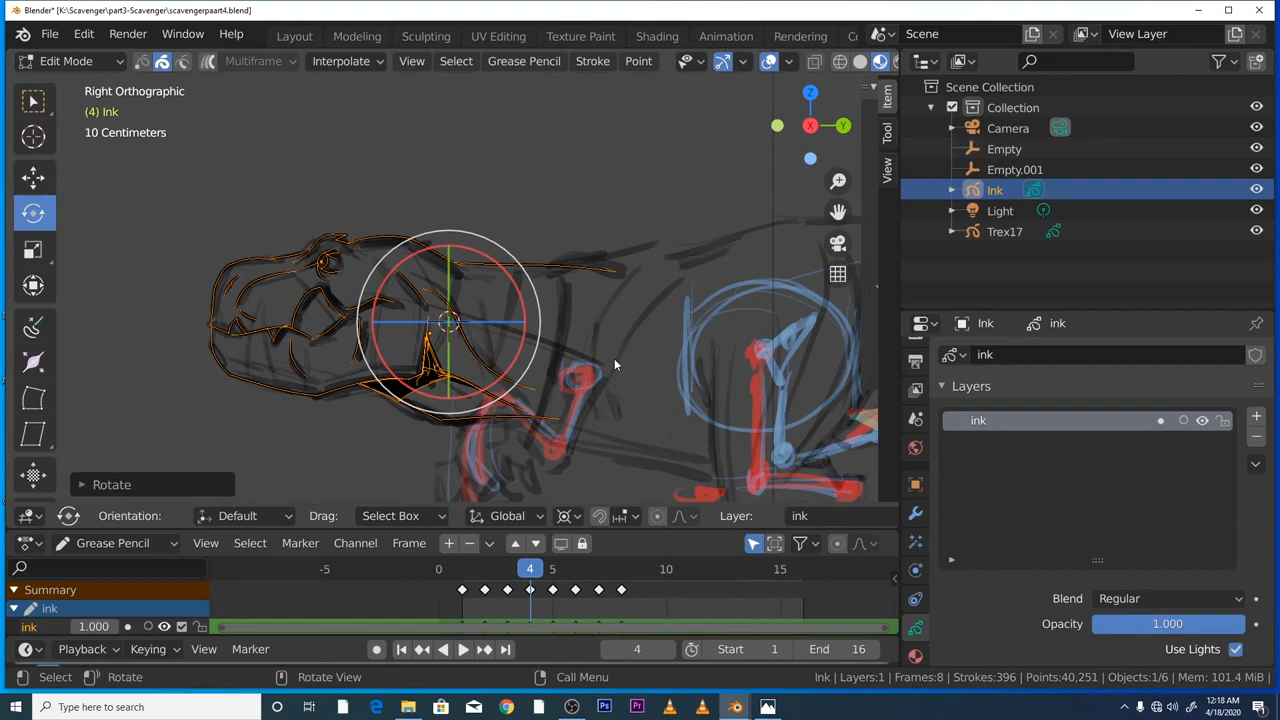 Blender* [K:\Scavenger\part3-Scavenger\scavengerpaart4.blend]
File Edit Render Window Help Layout Modeling Sculpting UV Editing Texture Paint Shading Animation Rendering Scene View Layer
Edit Mode Multiframe Interpolate View Select Grease Pencil Stroke Point
Right Orthographic
(4) Ink
10 Centimeters
Z
X
Y
Item
Tool
View
Scene Collection
Collection
Camera
Empty
Empty.001
Ink
Light
Trex17
Ink ink
ink
Layers
ink
Blend Regular
Opacity 1.000
Use Lights
Rotate
Orientation: Default Drag: Select Box Global Layer: ink
Grease Pencil View Select Marker Channel Frame
-5 0 4 5 10 15
Summary
ink
ink 1.000
Playback Keying View Marker 4 Start 1 End 16
Select Rotate Rotate View Call Menu Ink | Layers:1 | Frames:8 | Strokes:396 | Points:40,251 | Objects:1/6 | Mem: 101.4 MiB
Type here to search
Ps
Pr
12:18 AM
4/18/2020